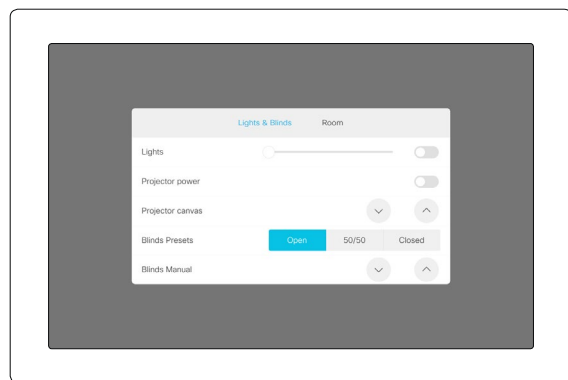 Lights & Blinds Room
Lights
Projector power
Projector canvas
Blinds Presets Open 50/50 Closed
Blinds Manual